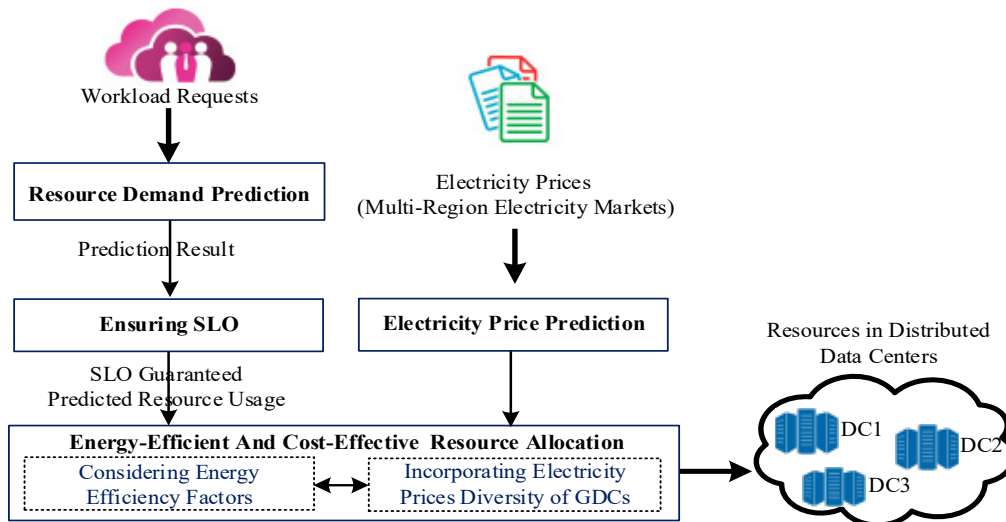 Workload Requests
Resource Demand Prediction
Prediction Result
Ensuring SLO
SLO Guaranteed
Predicted Resource Usage
Electricity Prices
(Multi-Region Electricity Markets)
Electricity Price Prediction
Energy-Efficient And Cost-Effective Resource Allocation
Considering Energy
Efficiency Factors
Incorporating Electricity
Prices Diversity of GDCs
Resources in Distributed
Data Centers
DC1
DC2
DC3